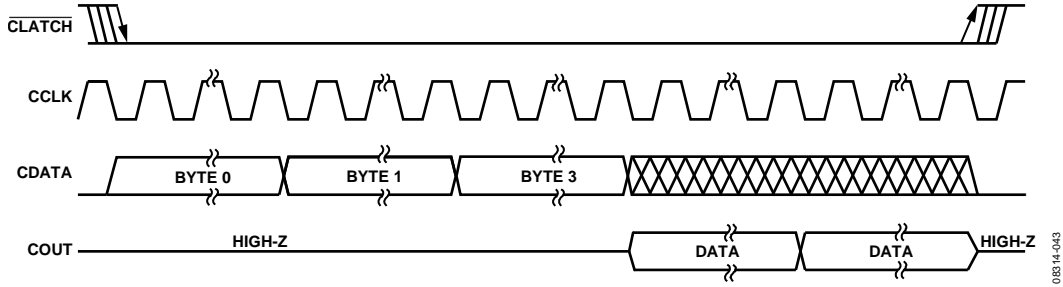 CLATCH
CCLK
CDATA
BYTE 0
BYTE 1
BYTE 3
COUT
HIGH-Z
DATA
DATA
HIGH-Z
08314-043